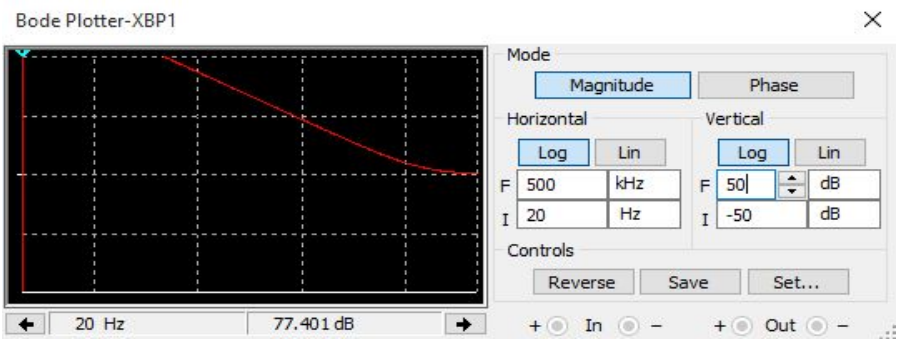 Bode Plotter-XBP1
Mode
Magnitude Phase
Horizontal Vertical
Log Lin Log Lin
F 500 kHz F 50 dB
I 20 Hz I -50 dB
Controls
Reverse Save Set...
20 Hz 77.401 dB + In − + Out −